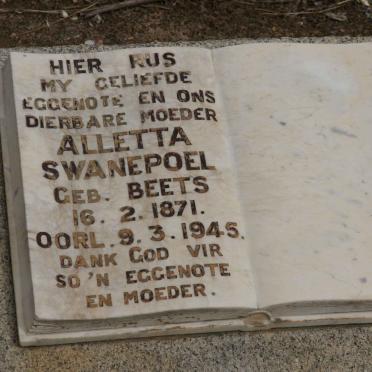 HIER RUS
MY GELIEFDE
EGGENOTE EN ONS
DIERBARE MOEDER
ALLETTA
SWANEPOEL
GEB. BEETS
16. 2. 1871.
OORL. 9. 3. 1945.
DANK GOD VIR
SO 'N EGGENOTE
EN MOEDER.